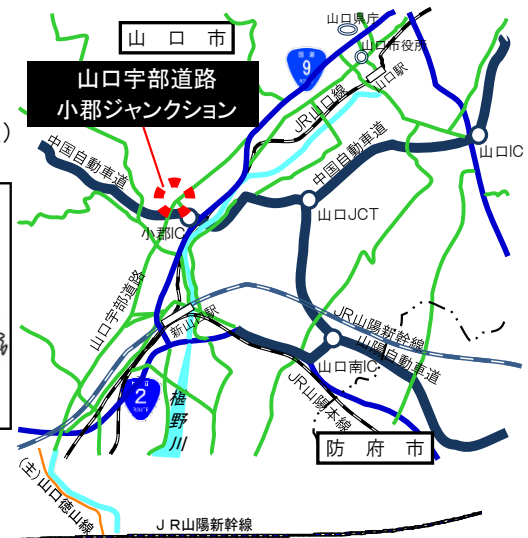 山口県庁
山口市
国道
9
山口市役所
山口駅
山口宇部道路
小郡ジャンクション
JR山口線
)
中国自動車道
中国自動車道
山口IC
小郡IC
山口JCT
山口宇部道路
新山口駅
JR山陽新幹線
山陽自動車道
山口南IC
JR山陽本線
2
ROUTE
椹野川
防府市
(主)山口徳山線
JR山陽新幹線